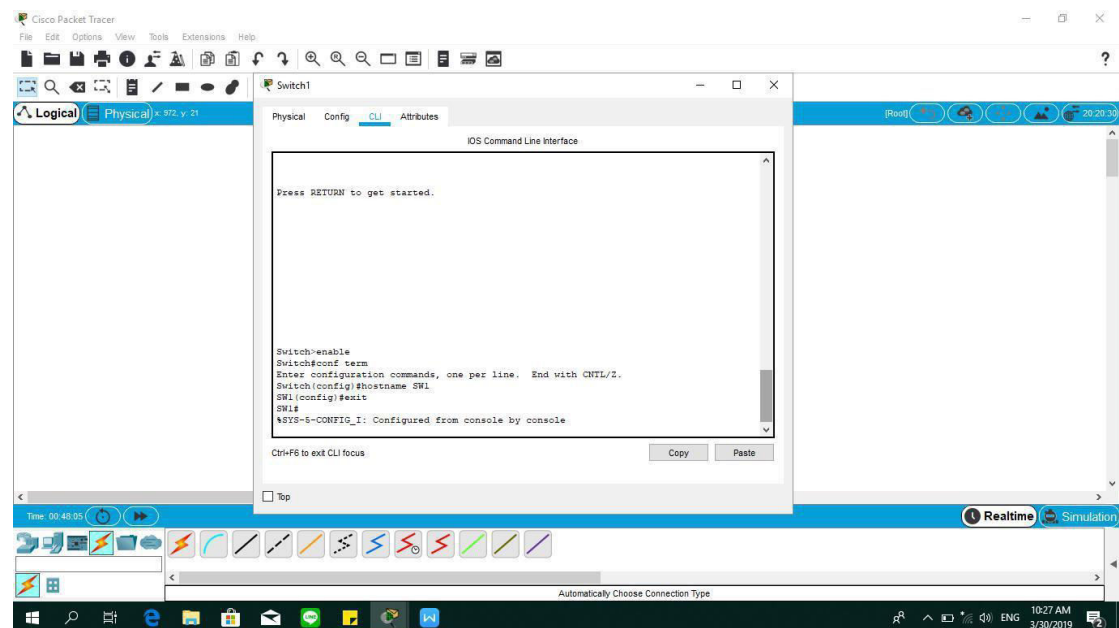 Cisco Packet Tracer
File Edit Options View Tools Extensions Help
?
Switch1
Logical Physical x: 972, y: 21
[Root] 20:20:30
Physical Config CLI Attributes
IOS Command Line Interface
Press RETURN to get started.
Switch>enable
Switch#conf term
Enter configuration commands, one per line. End with CNTL/Z.
Switch(config)#hostname SW1
SW1(config)#exit
SW1#
%SYS-5-CONFIG_I: Configured from console by console
Ctrl+F6 to exit CLI focus
Copy Paste
Top
Time: 00:48:05
Realtime Simulation
Automatically Choose Connection Type
ENG
10:27 AM
3/30/2019